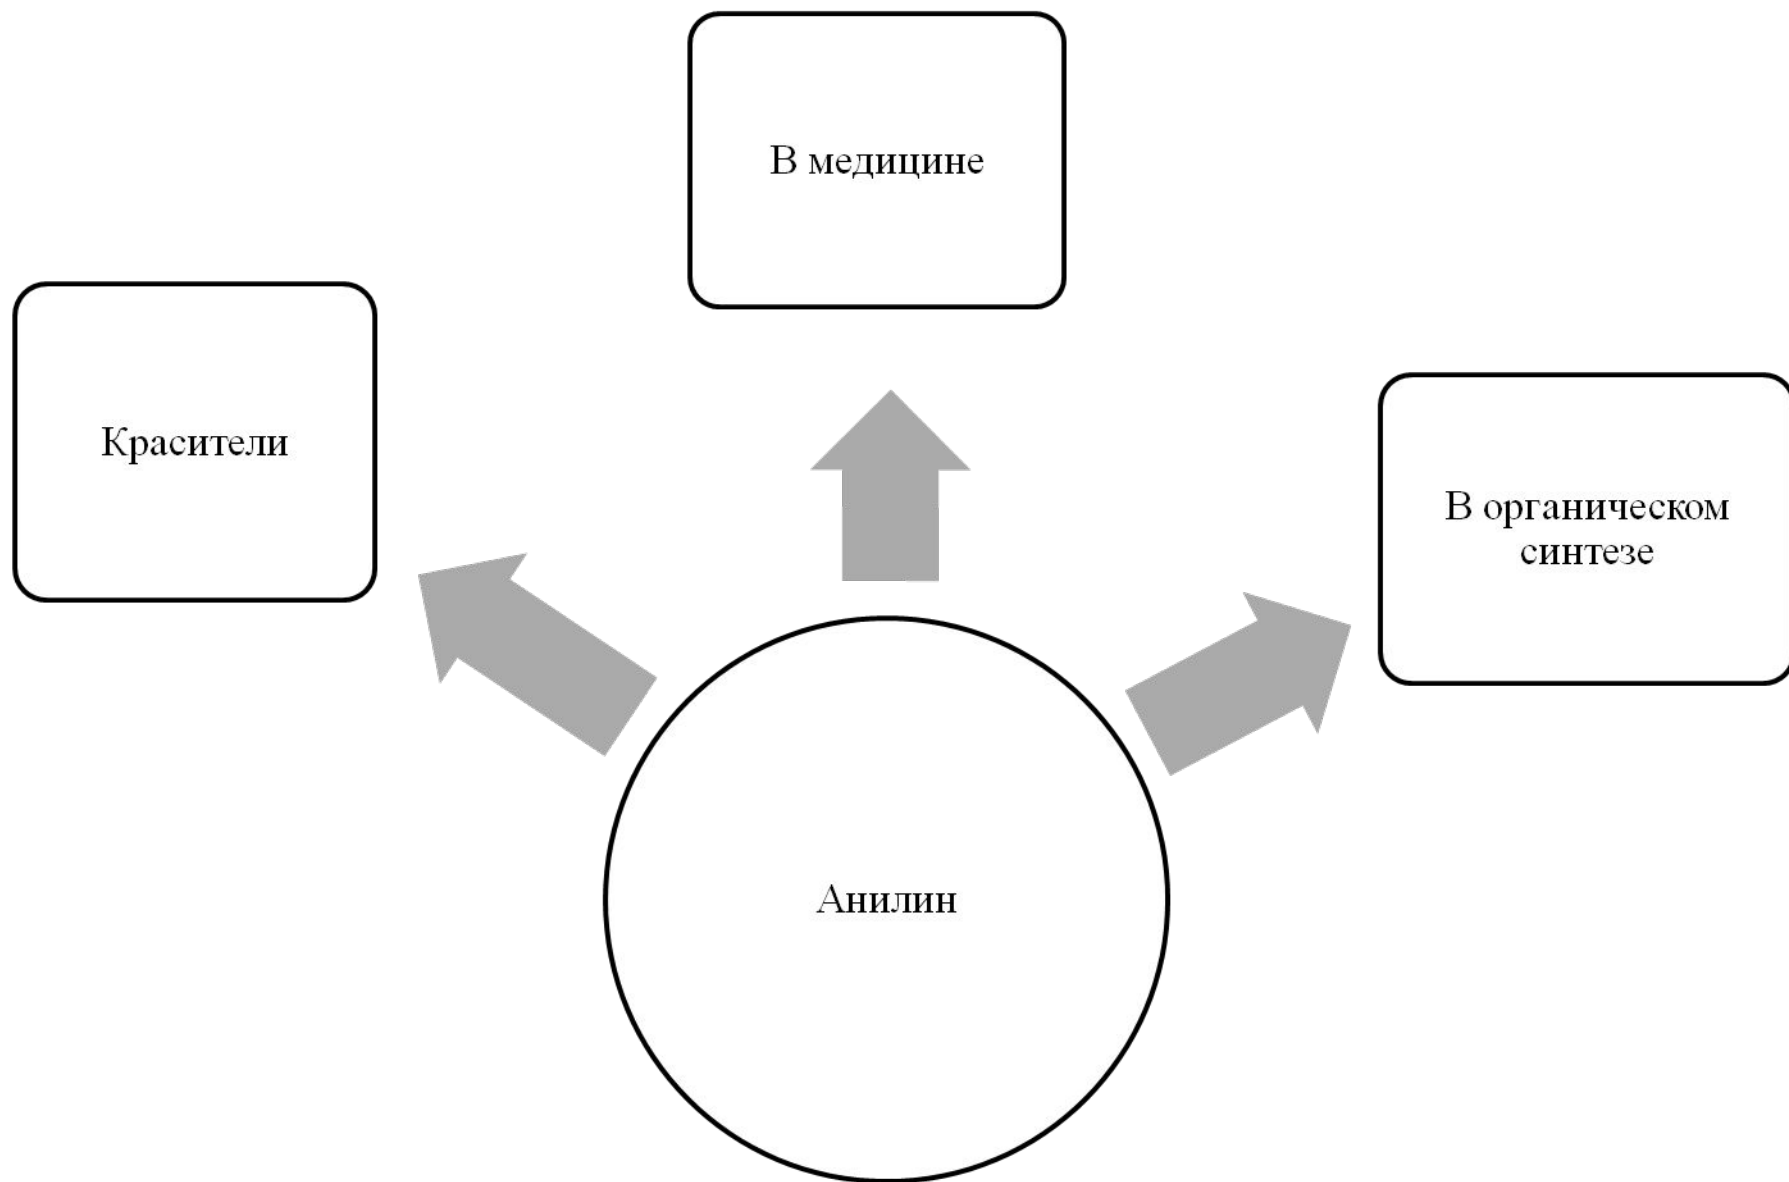 В медицине
Красители
В органическом
синтезе
Анилин